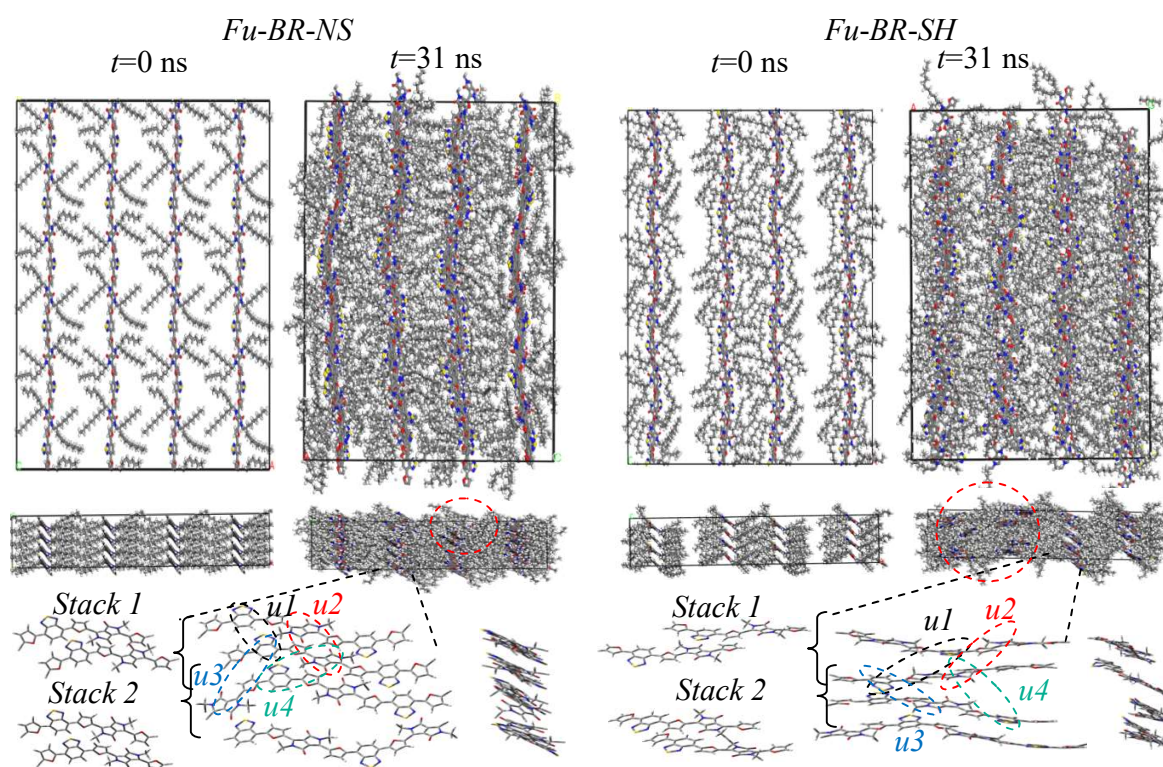 Fu-BR-NS
t=0 ns
t=31 ns
Fu-BR-SH
t=0 ns
t=31 ns
Stack 1
Stack 2
u1
u2
u3
u4
Stack 1
Stack 2
u1
u2
u3
u4